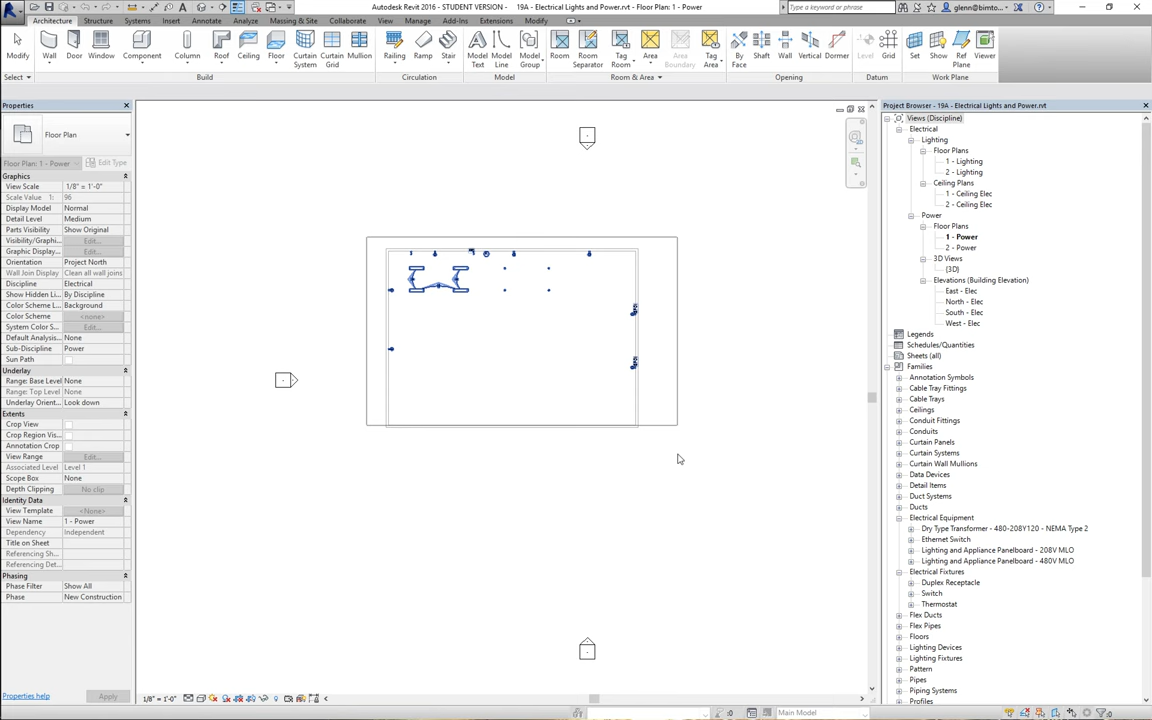 Autodesk Revit 2016 - STUDENT VERSION - 19A - Electrical Lights and Power.rvt - Floor Plan: 1 - Power
Type a keyword or phrase
glenn@bimto...
Architecture Structure Systems Insert Annotate Analyze Massing & Site Collaborate View Manage Add-Ins Extensions Modify
Modify Wall Door Window Component Column Roof Ceiling Floor Curtain System Curtain Grid Mullion Railing Ramp Stair Model Text Model Line Model Group Room Room Separator Tag Room Area Area Boundary Tag Area By Face Shaft Wall Vertical Dormer Level Grid Set Show Ref Plane Viewer
Select Build Circulation Model Room & Area Opening Datum Work Plane
Properties
Floor Plan
Floor Plan: 1 - Power Edit Type
Graphics
View Scale 1/8" = 1'-0"
Scale Value 1: 96
Display Model Normal
Detail Level Medium
Parts Visibility Show Original
Visibility/Graphi... Edit...
Graphic Display... Edit...
Orientation Project North
Wall Join Display Clean all wall joins
Discipline Electrical
Show Hidden Li... By Discipline
Color Scheme L... Background
Color Scheme <none>
System Color S... Edit...
Default Analysis... None
Sub-Discipline Power
Sun Path
Underlay
Range: Base Level None
Range: Top Level None
Underlay Orient... Look down
Extents
Crop View
Crop Region Vis...
Annotation Crop
View Range Edit...
Associated Level Level 1
Scope Box None
Depth Clipping No clip
Identity Data
View Template <None>
View Name 1 - Power
Dependency Independent
Title on Sheet
Referencing Sh...
Referencing Det...
Phasing
Phase Filter Show All
Phase New Construction
Properties help Apply
1/8" = 1'-0"
:0
Main Model
:0
Project Browser - 19A - Electrical Lights and Power.rvt
Views (Discipline)
Electrical
Lighting
Floor Plans
1 - Lighting
2 - Lighting
Ceiling Plans
1 - Ceiling Elec
2 - Ceiling Elec
Power
Floor Plans
1 - Power
2 - Power
3D Views
{3D}
Elevations (Building Elevation)
East - Elec
North - Elec
South - Elec
West - Elec
Legends
Schedules/Quantities
Sheets (all)
Families
Annotation Symbols
Cable Tray Fittings
Cable Trays
Ceilings
Conduit Fittings
Conduits
Curtain Panels
Curtain Systems
Curtain Wall Mullions
Data Devices
Detail Items
Duct Systems
Ducts
Electrical Equipment
Dry Type Transformer - 480-208Y120 - NEMA Type 2
Ethernet Switch
Lighting and Appliance Panelboard - 208V MLO
Lighting and Appliance Panelboard - 480V MLO
Electrical Fixtures
Duplex Receptacle
Switch
Thermostat
Flex Ducts
Flex Pipes
Floors
Lighting Devices
Lighting Fixtures
Pattern
Pipes
Piping Systems
Profiles